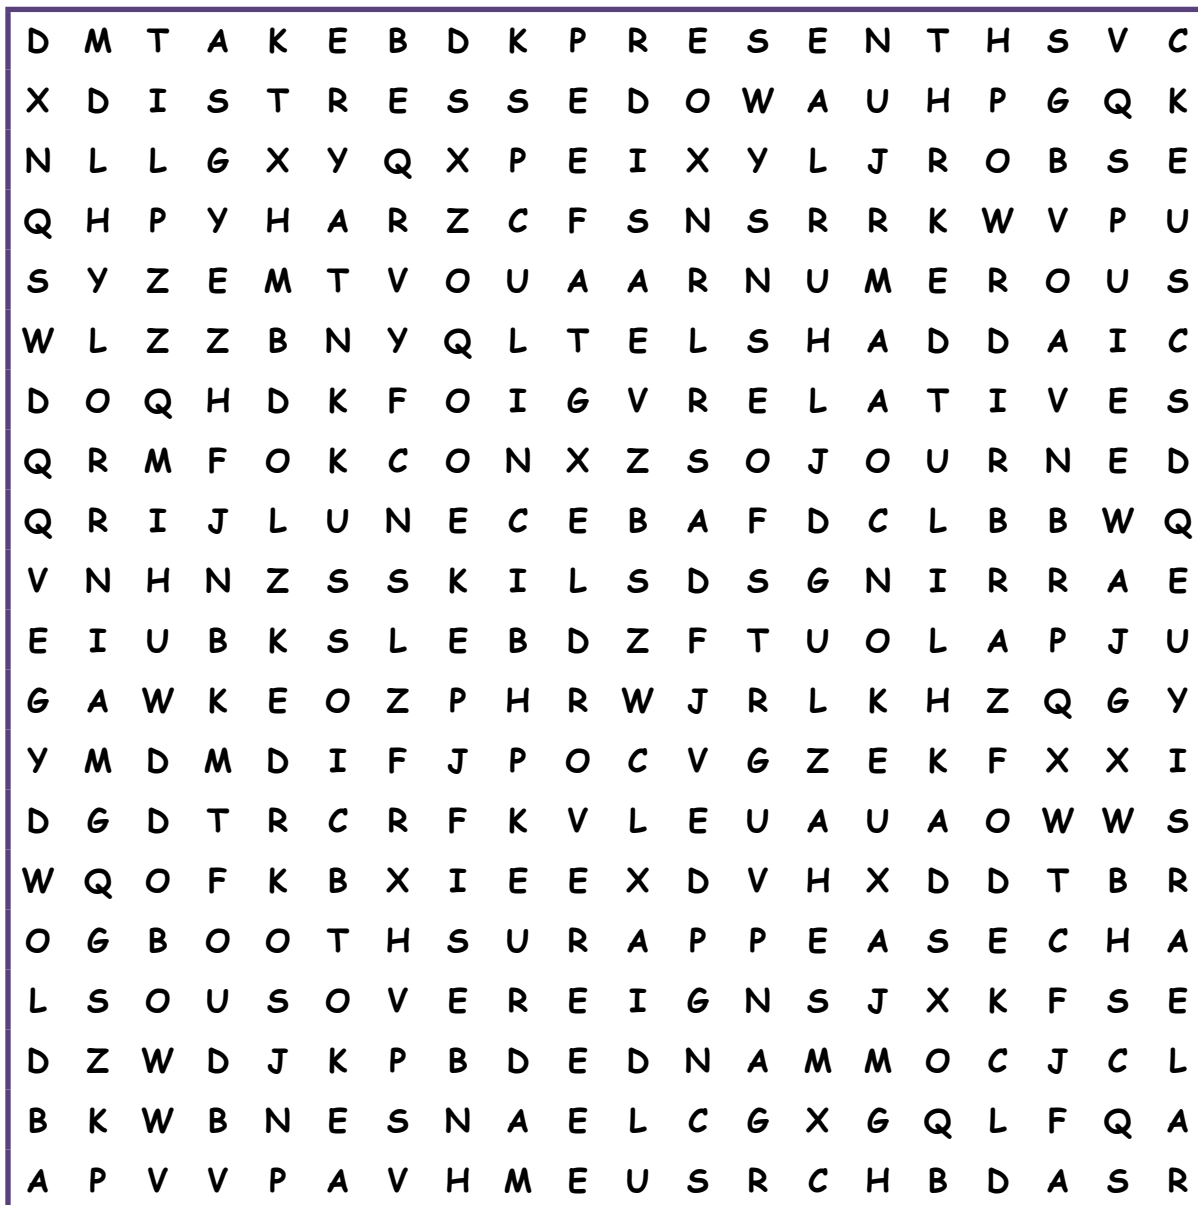 D M T A K E B D K P R E S E N T H S V C
X D I S T R E S S E D O W A U H P G Q K
N L L G X Y Q X P E I X Y L J R O B S E
Q H P Y H A R Z C F S N S R R K W V P U
S Y Z E M T V O U A A R N U M E R O U S
W L Z Z B N Y Q L T E L S H A D D A I C
D O Q H D K F O I G V R E L A T I V E S
Q R M F O K C O N X Z S O J O U R N E D
Q R I J L U N E C E B A F D C L B B W Q
V N H N Z S S K I L S D S G N I R R A E
E I U B K S L E B D Z F T U O L A P J U
G A W K E O Z P H R W J R L K H Z Q G Y
Y M D M D I F J P O C V G Z E K F X X I
D G D T R C R F K V L E U A U A O W W S
W Q O F K B X I E E X D V H X D D T B R
O G B O O T H S U R A P P E A S E C H A
L S O U S O V E R E I G N S J X K F S E
D Z W D J K P B D E D N A M M O C J C L
B K W B N E S N A E L C G X G Q L F Q A
A P V V P A V H M E U S R C H B D A S R